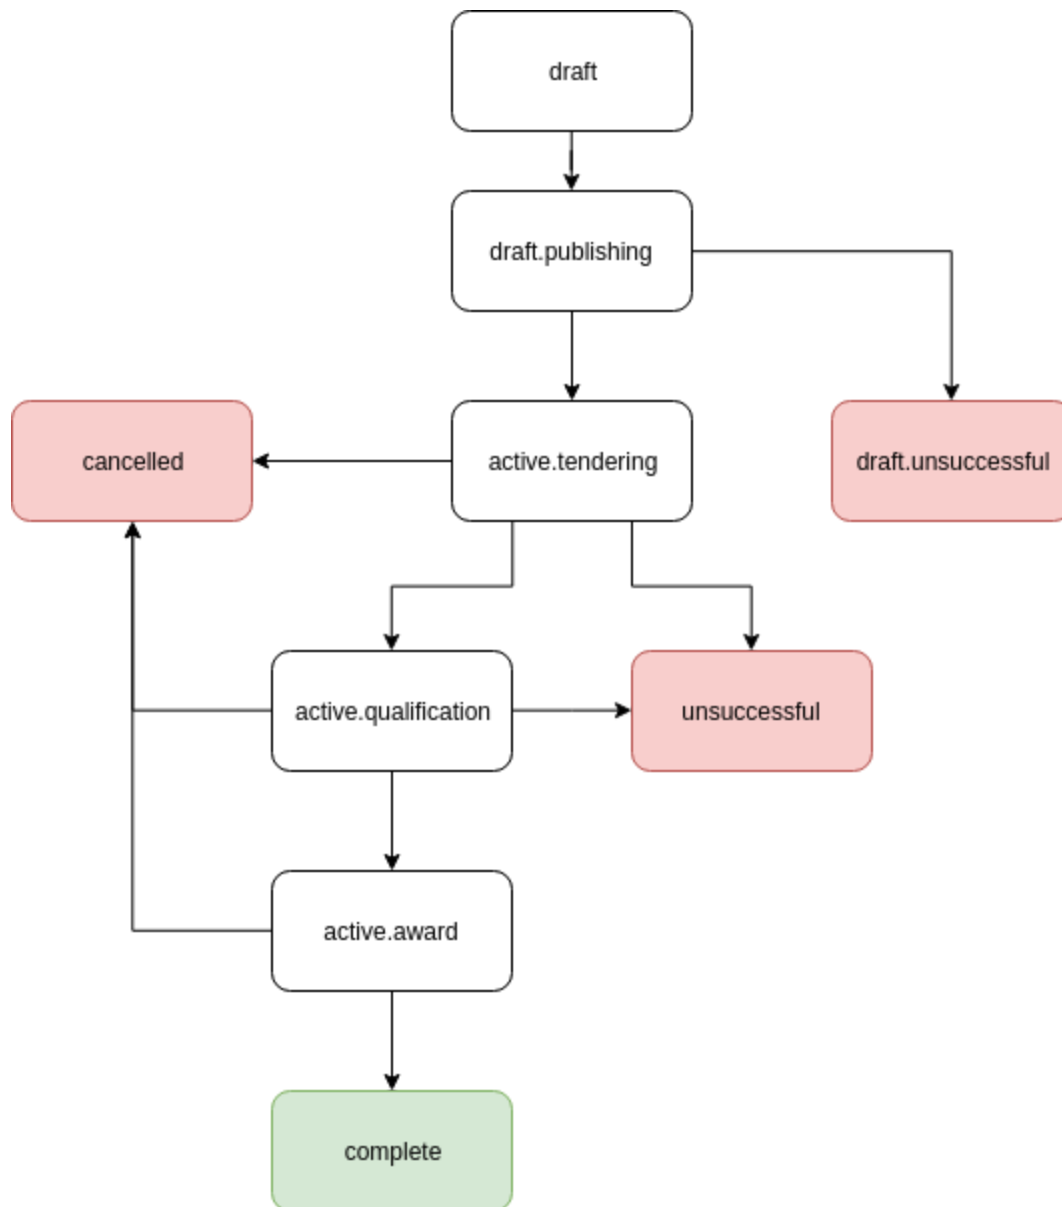 draft
draft.publishing
cancelled
active.tendering
draft.unsuccessful
active.qualification
unsuccessful
active.award
complete